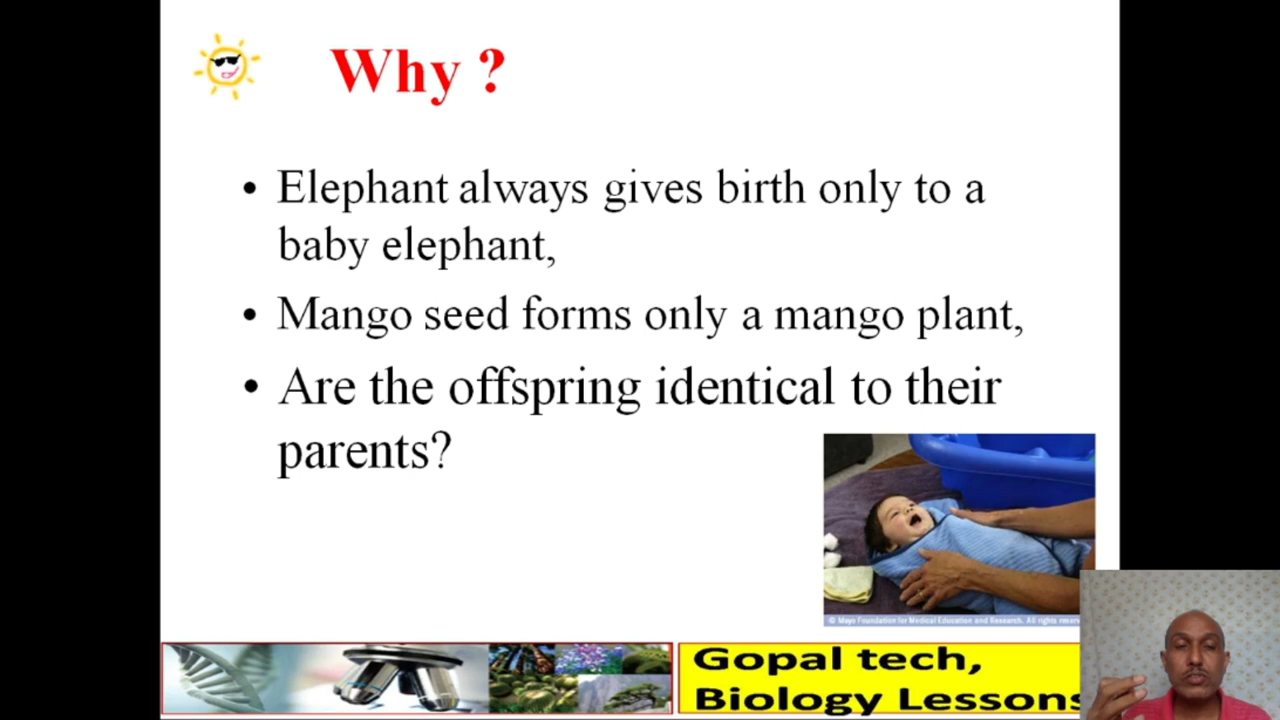 Why ?
• Elephant always gives birth only to a
baby elephant,
• Mango seed forms only a mango plant,
• Are the offspring identical to their
parents?
© Mayo Foundation for Medical Education and Research. All rights
Gopal tech,
Biology Lessons